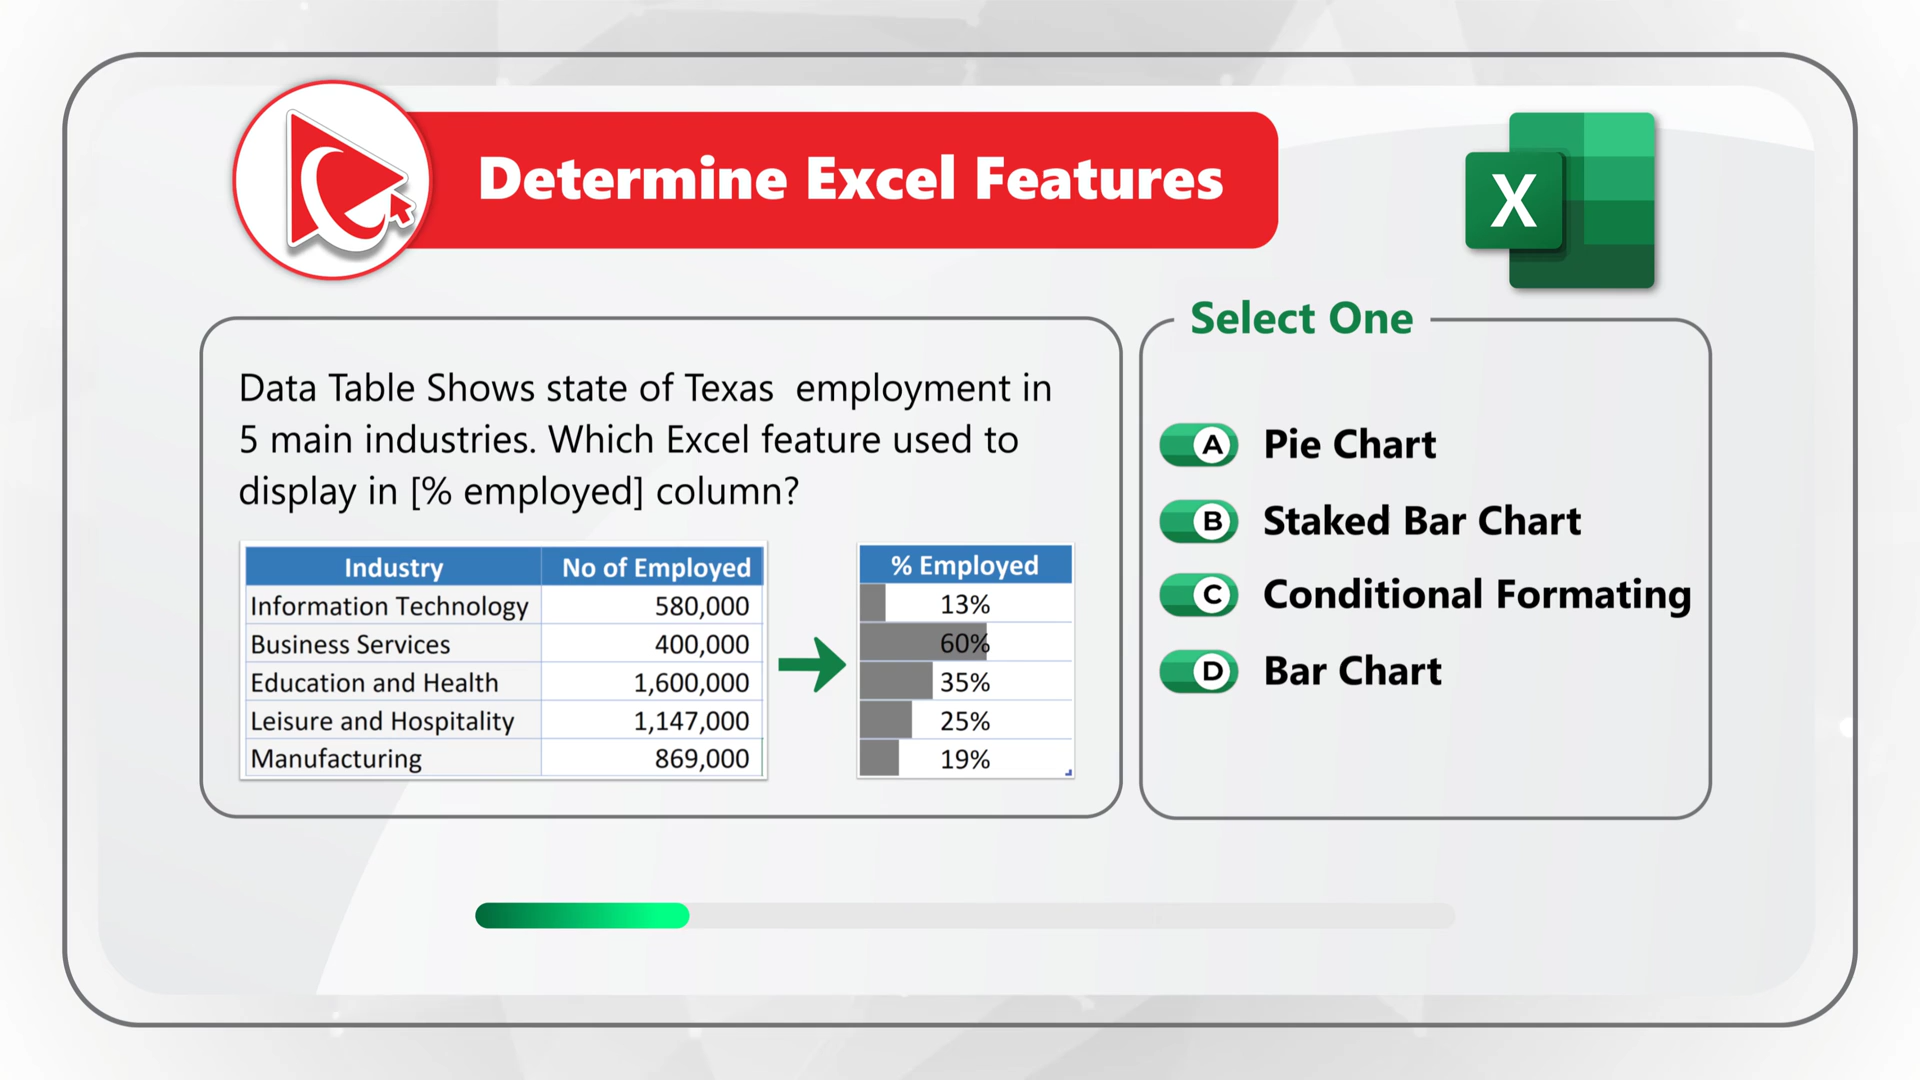 Determine Excel Features
X
Data Table Shows state of Texas employment in
5 main industries. Which Excel feature used to
display in [% employed] column?
Industry No of Employed
Information Technology 580,000
Business Services 400,000
Education and Health 1,600,000
Leisure and Hospitality 1,147,000
Manufacturing 869,000
% Employed
13%
60%
35%
25%
19%
Select One
A Pie Chart
B Staked Bar Chart
C Conditional Formating
D Bar Chart